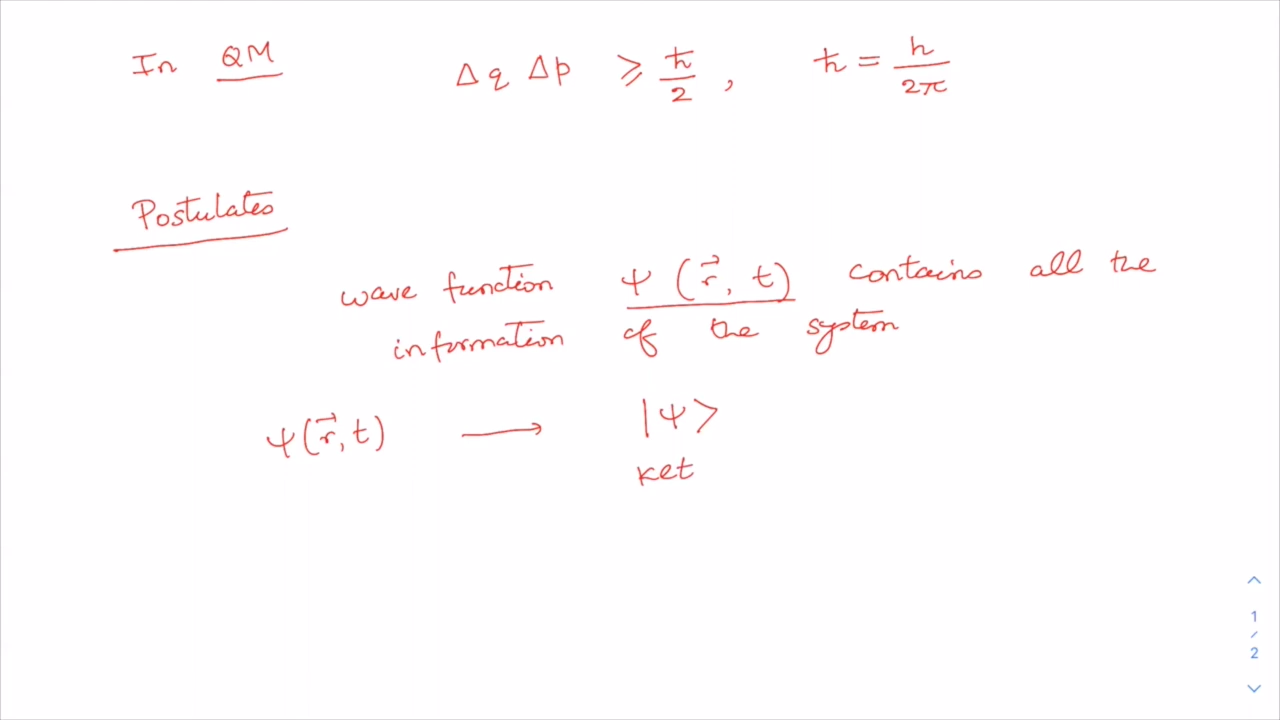 In QM Δq Δp ⩾ ħ/2 , ħ = h/2π
Postulates
wave function ψ (r⃗, t) contains all the
information of the system
ψ(r⃗, t) ⟶ |ψ>
ket
1
/
2